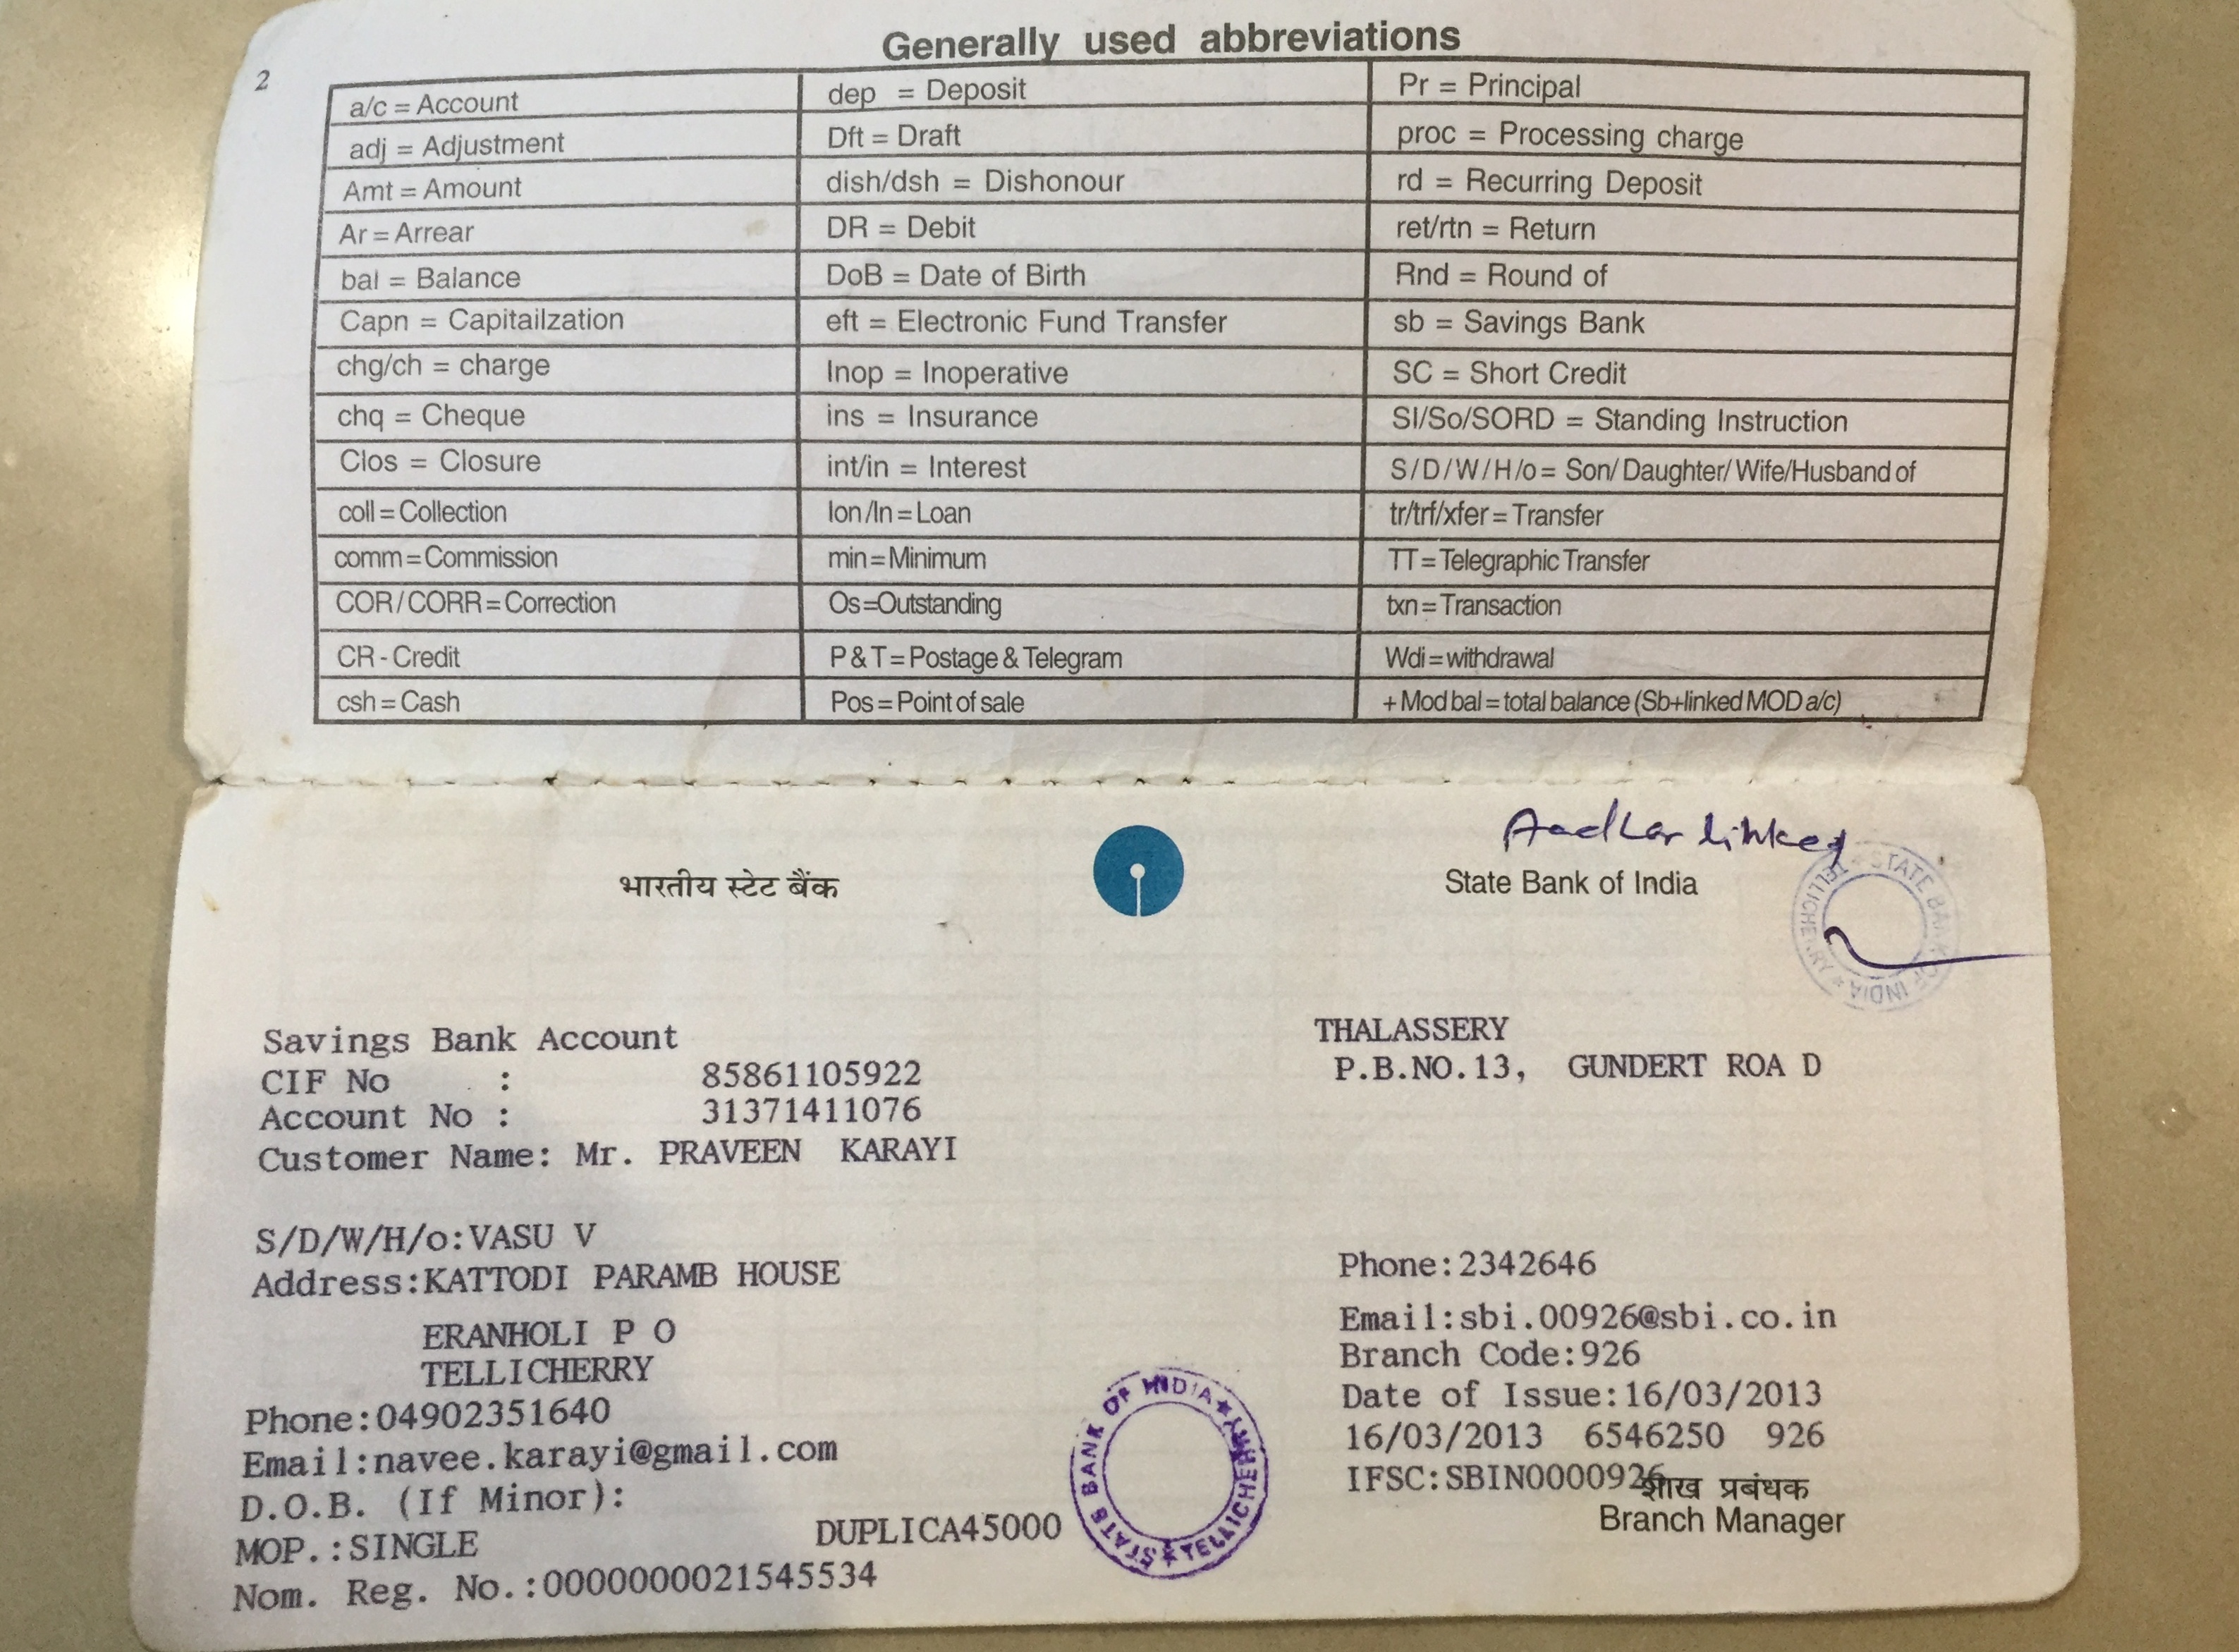 2
Generally used abbreviations
a/c = Account
dep = Deposit
Pr = Principal
adj = Adjustment
Dft = Draft
proc = Processing charge
Amt = Amount
dish/dsh = Dishonour
rd = Recurring Deposit
Ar = Arrear
DR = Debit
ret/rtn = Return
bal = Balance
DoB = Date of Birth
Rnd = Round of
Capn = Capitailzation
eft = Electronic Fund Transfer
sb = Savings Bank
chg/ch = charge
Inop = Inoperative
SC = Short Credit
chq = Cheque
ins = Insurance
SI/So/SORD = Standing Instruction
Clos = Closure
int/in = Interest
S/D/W/H/o = Son/ Daughter/ Wife/Husband of
coll = Collection
lon/ln = Loan
tr/trf/xfer = Transfer
comm = Commission
min = Minimum
TT = Telegraphic Transfer
COR/CORR = Correction
Os=Outstanding
txn = Transaction
CR - Credit
P & T = Postage & Telegram
Wdi = withdrawal
csh = Cash
Pos = Point of sale
+ Mod bal = total balance (Sb+linked MOD a/c)
Aadhar linked
भारतीय स्टेट बैंक
State Bank of India
STATE BANK OF INDIA * TELLICHERRY
Savings Bank Account
CIF No : 85861105922
Account No : 31371411076
Customer Name: Mr. PRAVEEN KARAYI
S/D/W/H/o:VASU V
Address:KATTODI PARAMB HOUSE
ERANHOLI P O
TELLICHERRY
Phone:04902351640
Email:navee.karayi@gmail.com
D.O.B. (If Minor):
MOP.:SINGLE
DUPLICA45000
Nom. Reg. No.:0000000021545534
STATE BANK OF INDIA ★ TELLICHERRY ★
THALASSERY
P.B.NO.13, GUNDERT ROA D
Phone:2342646
Email:sbi.00926@sbi.co.in
Branch Code:926
Date of Issue:16/03/2013
16/03/2013 6546250 926
IFSC:SBIN0000926
शाख प्रबंधक
Branch Manager